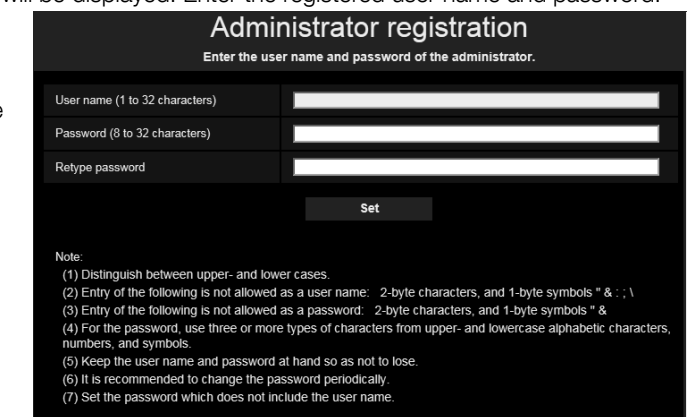 will be displayed. Enter the registered user name and password.
Administrator registration
Enter the user name and password of the administrator.
e
User name (1 to 32 characters)
Password (8 to 32 characters)
Retype password
Set
Note:
(1) Distinguish between upper- and lower cases.
(2) Entry of the following is not allowed as a user name: 2-byte characters, and 1-byte symbols " & : ; \
(3) Entry of the following is not allowed as a password: 2-byte characters, and 1-byte symbols " &
(4) For the password, use three or more types of characters from upper- and lowercase alphabetic characters,
numbers, and symbols.
(5) Keep the user name and password at hand so as not to lose.
(6) It is recommended to change the password periodically.
(7) Set the password which does not include the user name.